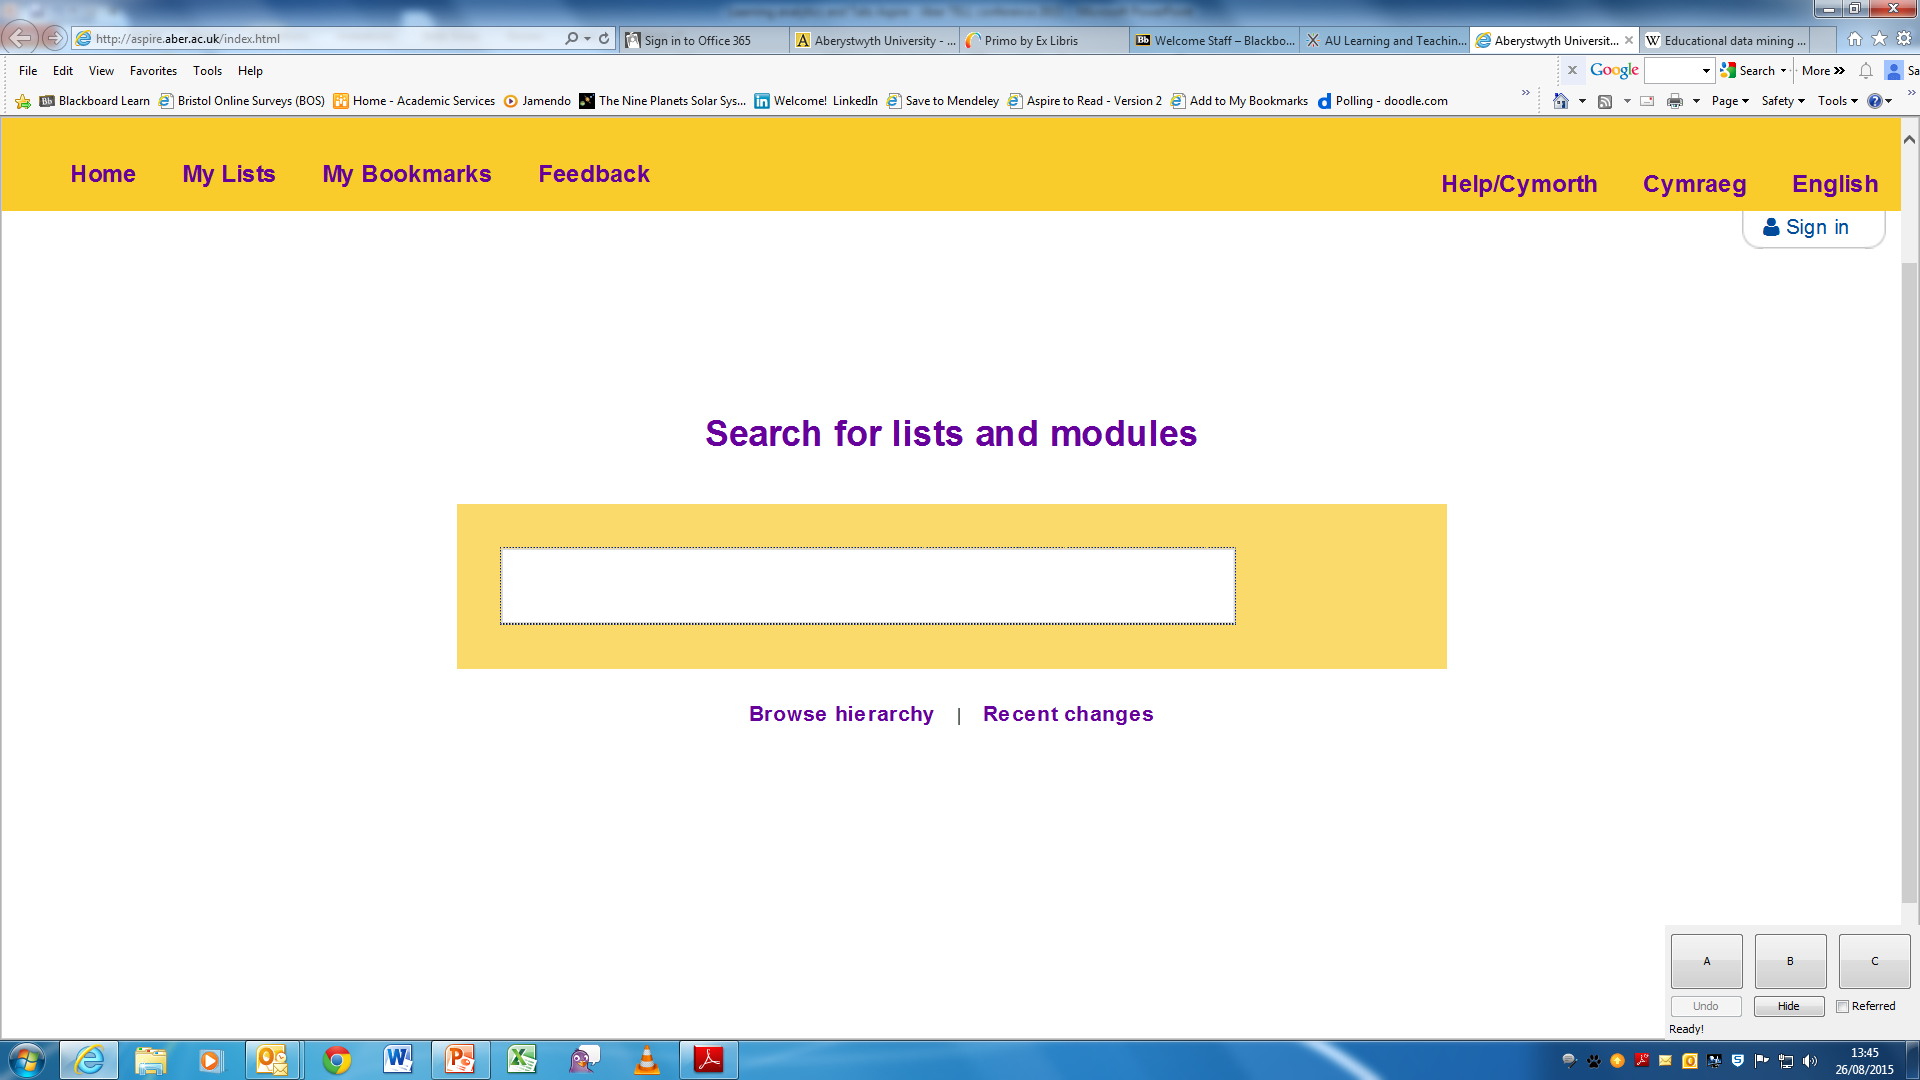 http://aspire.aber.ac.uk/index.html
Sign in to Office 365
Aberystwyth University - ...
Primo by Ex Libris
Welcome Staff – Blackbo...
AU Learning and Teachin...
Aberystwyth Universit...
Educational data mining ...
File Edit View Favorites Tools Help
Google Search More Sa
Blackboard Learn Bristol Online Surveys (BOS) Home - Academic Services Jamendo The Nine Planets Solar Sys... Welcome! LinkedIn Save to Mendeley Aspire to Read - Version 2 Add to My Bookmarks Polling - doodle.com
Page Safety Tools
Home My Lists My Bookmarks Feedback
Help/Cymorth Cymraeg English
Sign in
Search for lists and modules
Browse hierarchy | Recent changes
A B C
Undo Hide Referred
Ready!
13:45
26/08/2015